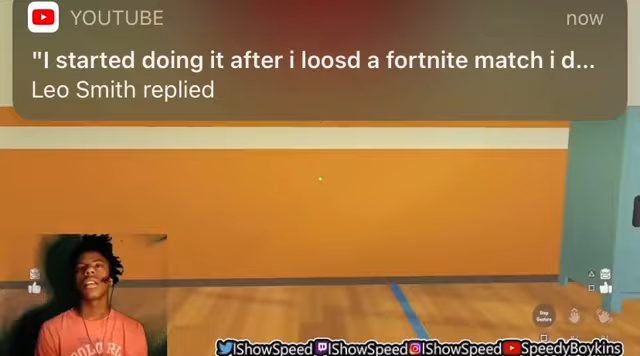 YOUTUBE
now
"I started doing it after i loosd a fortnite match i d...
Leo Smith replied
IShowSpeed IShowSpeed IShowSpeed SpeedyBoykins